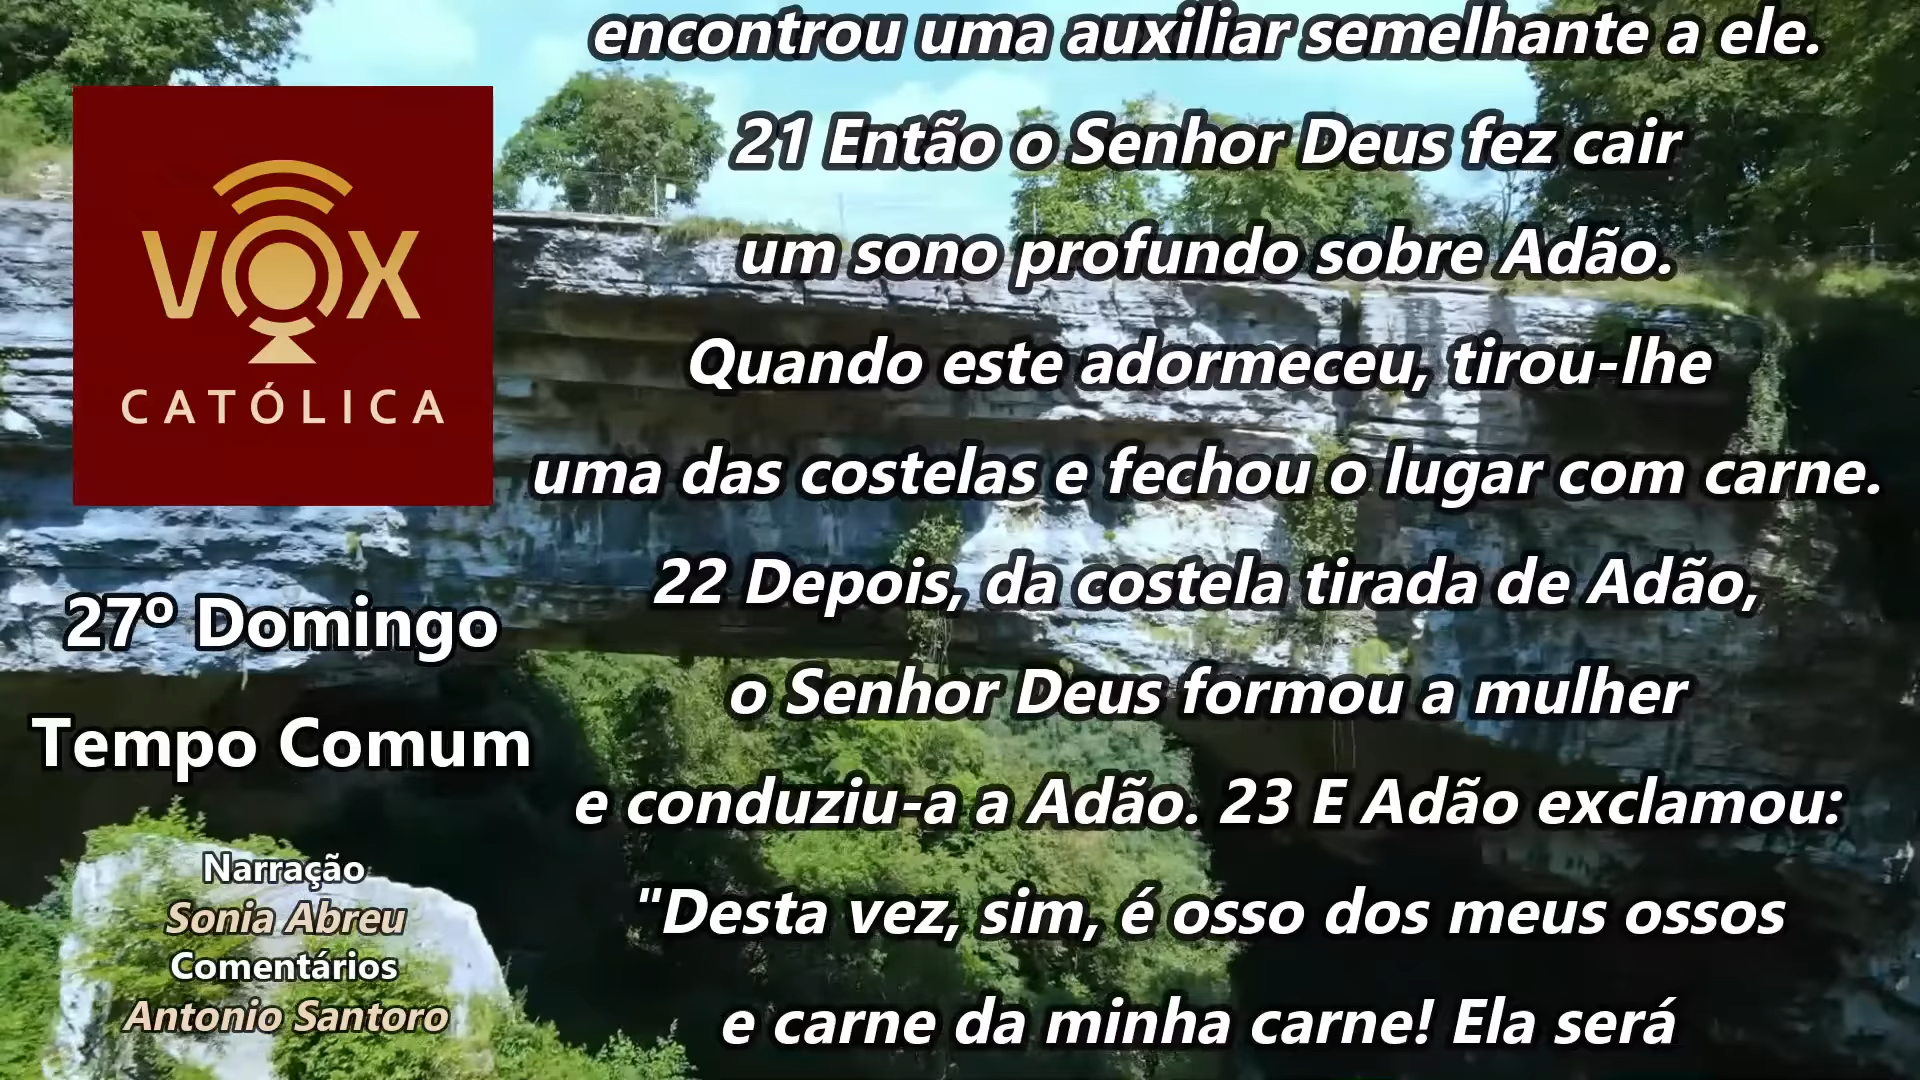 VOX
CATÓLICA
27º Domingo
Tempo Comum
Narração
Sonia Abreu
Comentários
Antonio Santoro
encontrou uma auxiliar semelhante a ele.
21 Então o Senhor Deus fez cair
um sono profundo sobre Adão.
Quando este adormeceu, tirou-lhe
uma das costelas e fechou o lugar com carne.
22 Depois, da costela tirada de Adão,
o Senhor Deus formou a mulher
e conduziu-a a Adão. 23 E Adão exclamou:
"Desta vez, sim, é osso dos meus ossos
e carne da minha carne! Ela será